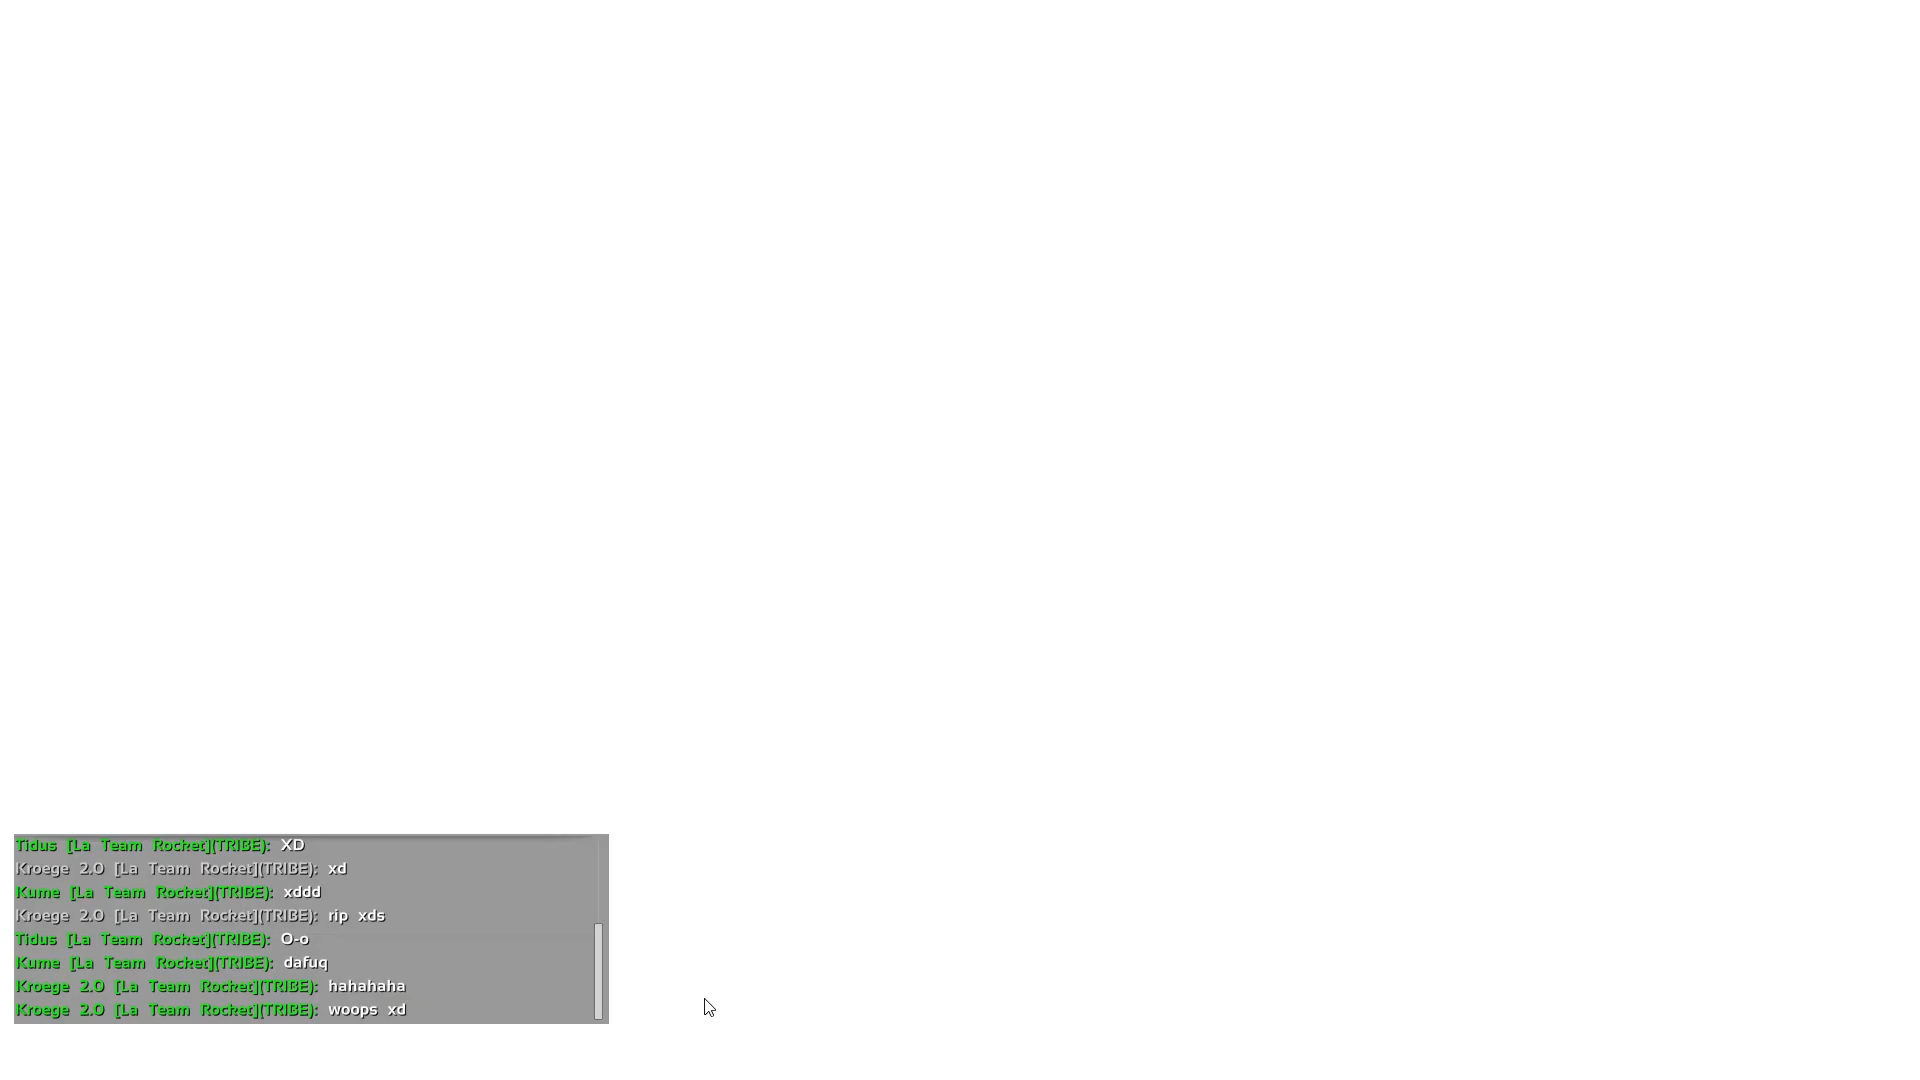 Tidus [La Team Rocket](TRIBE): XD
Kroege 2.0 [La Team Rocket](TRIBE): xd
Kume [La Team Rocket](TRIBE): xddd
Kroege 2.0 [La Team Rocket](TRIBE): rip xds
Tidus [La Team Rocket](TRIBE): O-o
Kume [La Team Rocket](TRIBE): dafuq
Kroege 2.0 [La Team Rocket](TRIBE): hahahaha
Kroege 2.0 [La Team Rocket](TRIBE): woops xd